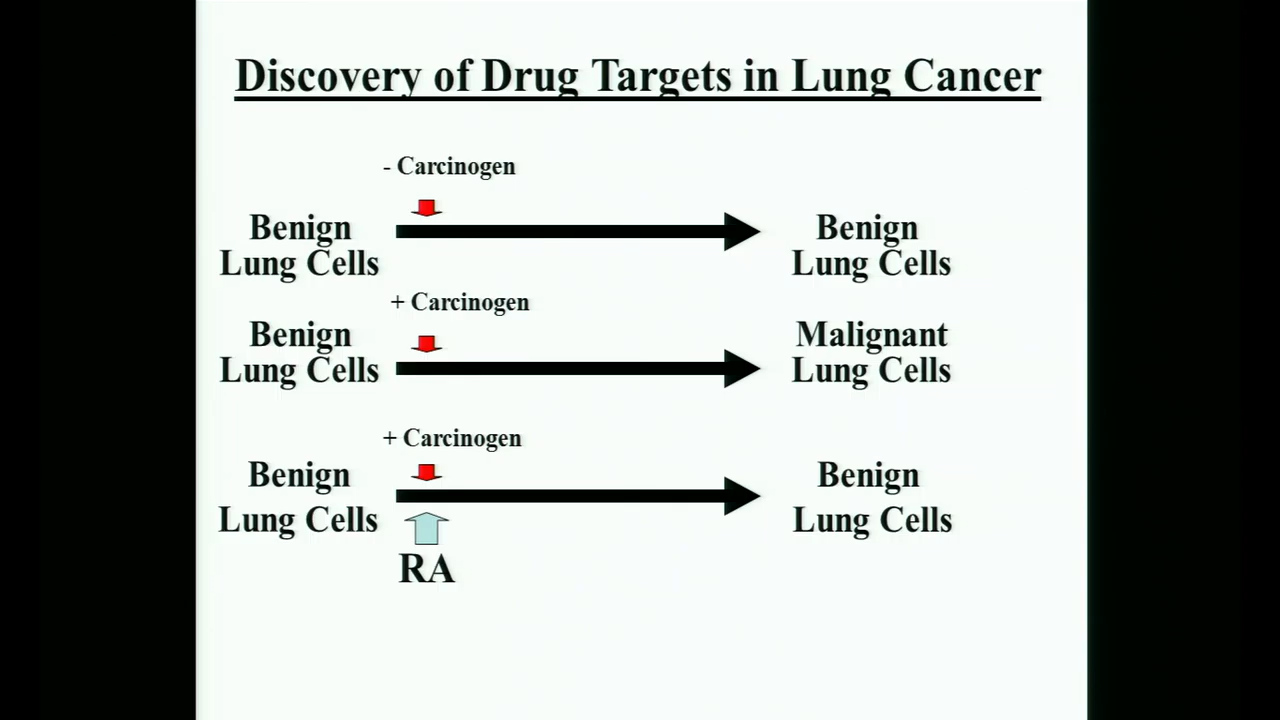 Discovery of Drug Targets in Lung Cancer
- Carcinogen
Benign
Lung Cells
Benign
Lung Cells
+ Carcinogen
Benign
Lung Cells
Malignant
Lung Cells
+ Carcinogen
Benign
Lung Cells
Benign
Lung Cells
RA